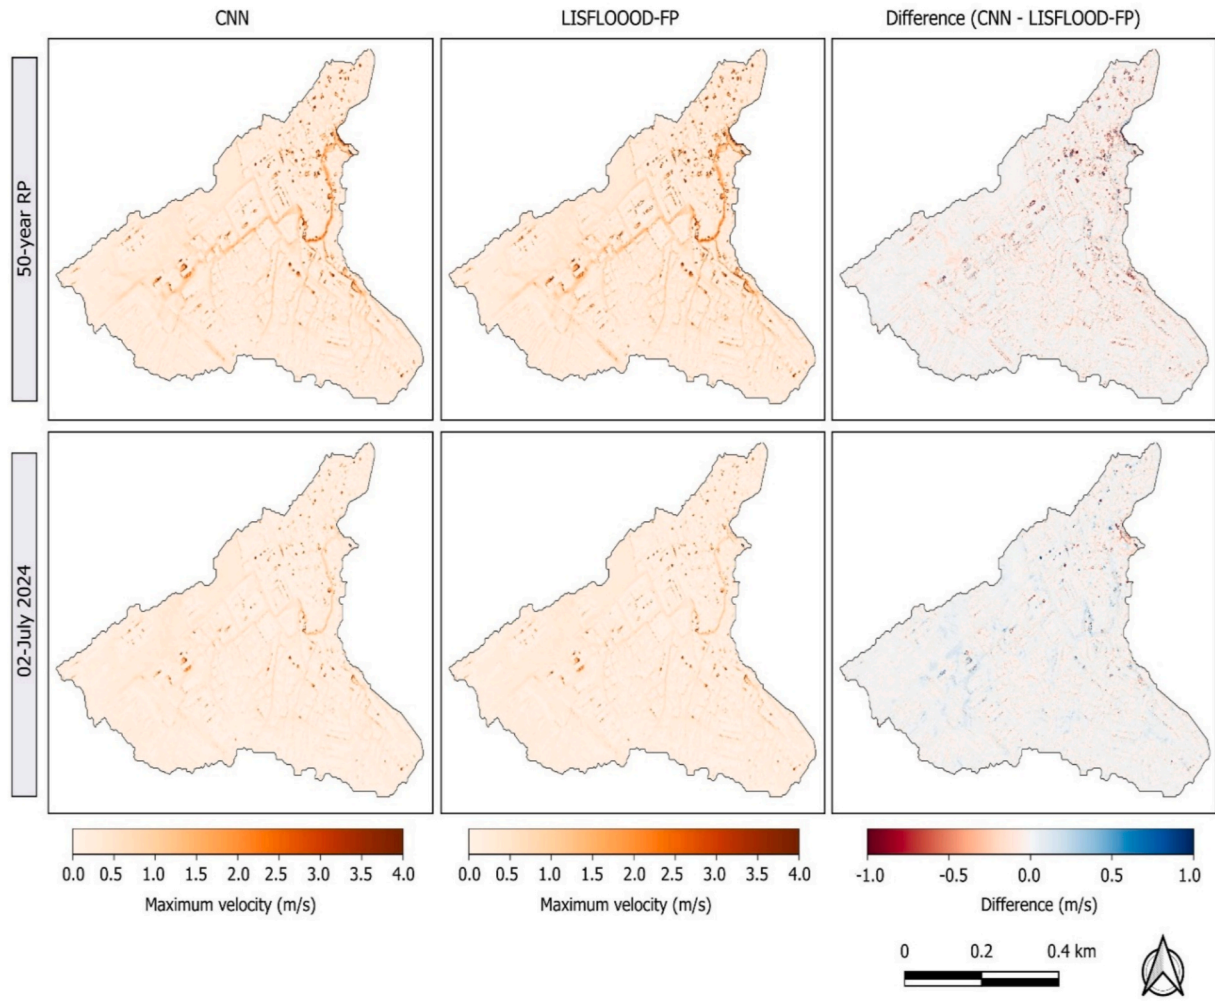 CNN
LISFLOOOD-FP
Difference (CNN - LISFLOOD-FP)
50-year RP
02-July 2024
0.0 0.5 1.0 1.5 2.0 2.5 3.0 3.5 4.0
Maximum velocity (m/s)
0.0 0.5 1.0 1.5 2.0 2.5 3.0 3.5 4.0
Maximum velocity (m/s)
-1.0 -0.5 0.0 0.5 1.0
Difference (m/s)
0 0.2 0.4 km